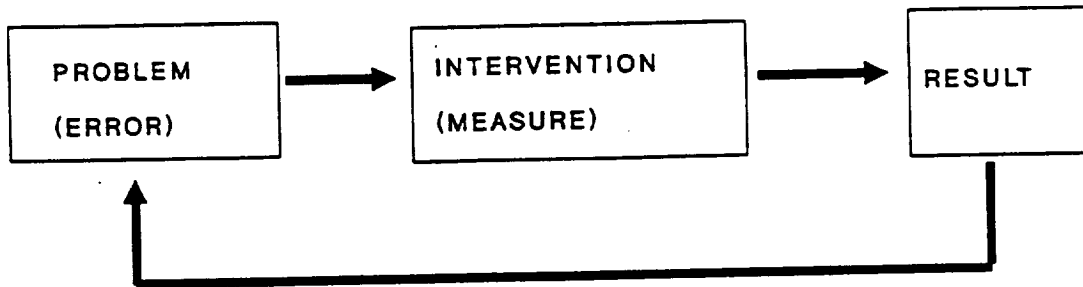 PROBLEM
(ERROR)
INTERVENTION
(MEASURE)
RESULT